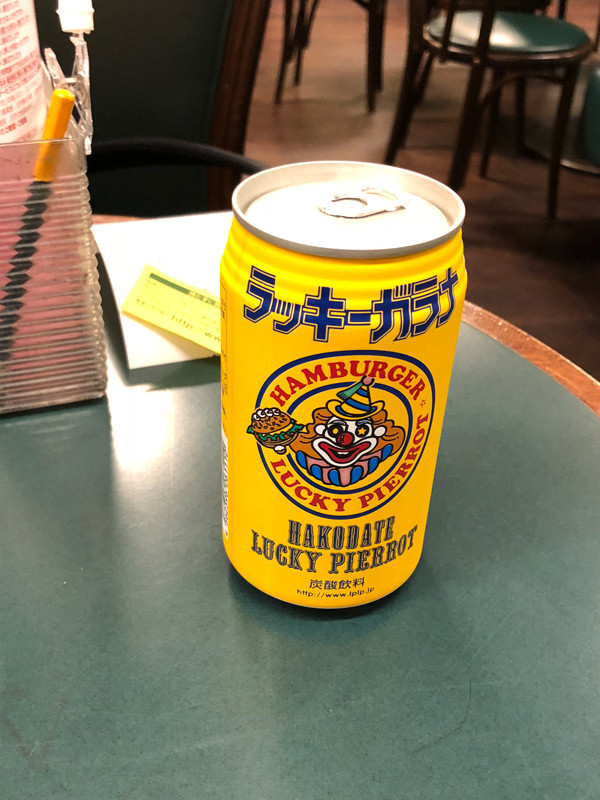 ラッキーガラナ
HAMBURGER
LUCKY PIERROT
HAKODATE
LUCKY PIERROT
炭酸飲料
http://www.lplp.jp